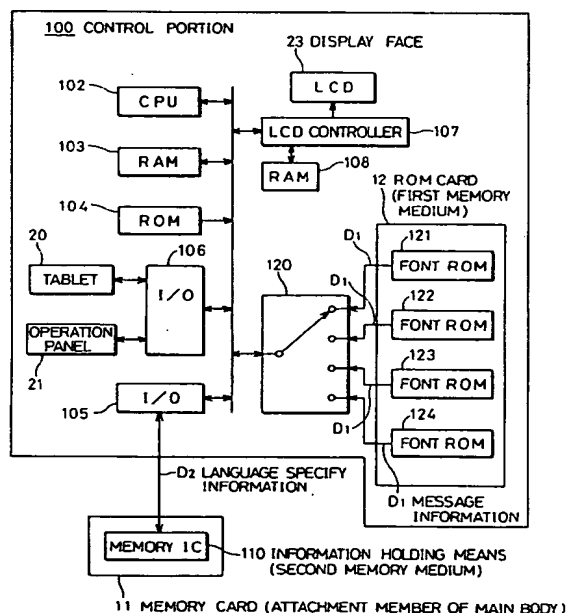 100 CONTROL PORTION
23 DISPLAY FACE
LCD
102
CPU
LCD CONTROLLER
107
103
RAM
RAM
108
104
ROM
12 ROM CARD
(FIRST MEMORY
MEDIUM)
20
TABLET
106
I/O
OPERATION
PANEL
21
120
D1
121
FONT ROM
D1
122
FONT ROM
123
FONT ROM
D1
124
FONT ROM
D1 MESSAGE
INFORMATION
105
I/O
D2 LANGUAGE SPECIFY
INFORMATION
MEMORY IC
110 INFORMATION HOLDING MEANS
(SECOND MEMORY MEDIUM)
11 MEMORY CARD (ATTACHMENT MEMBER OF MAIN BODY)